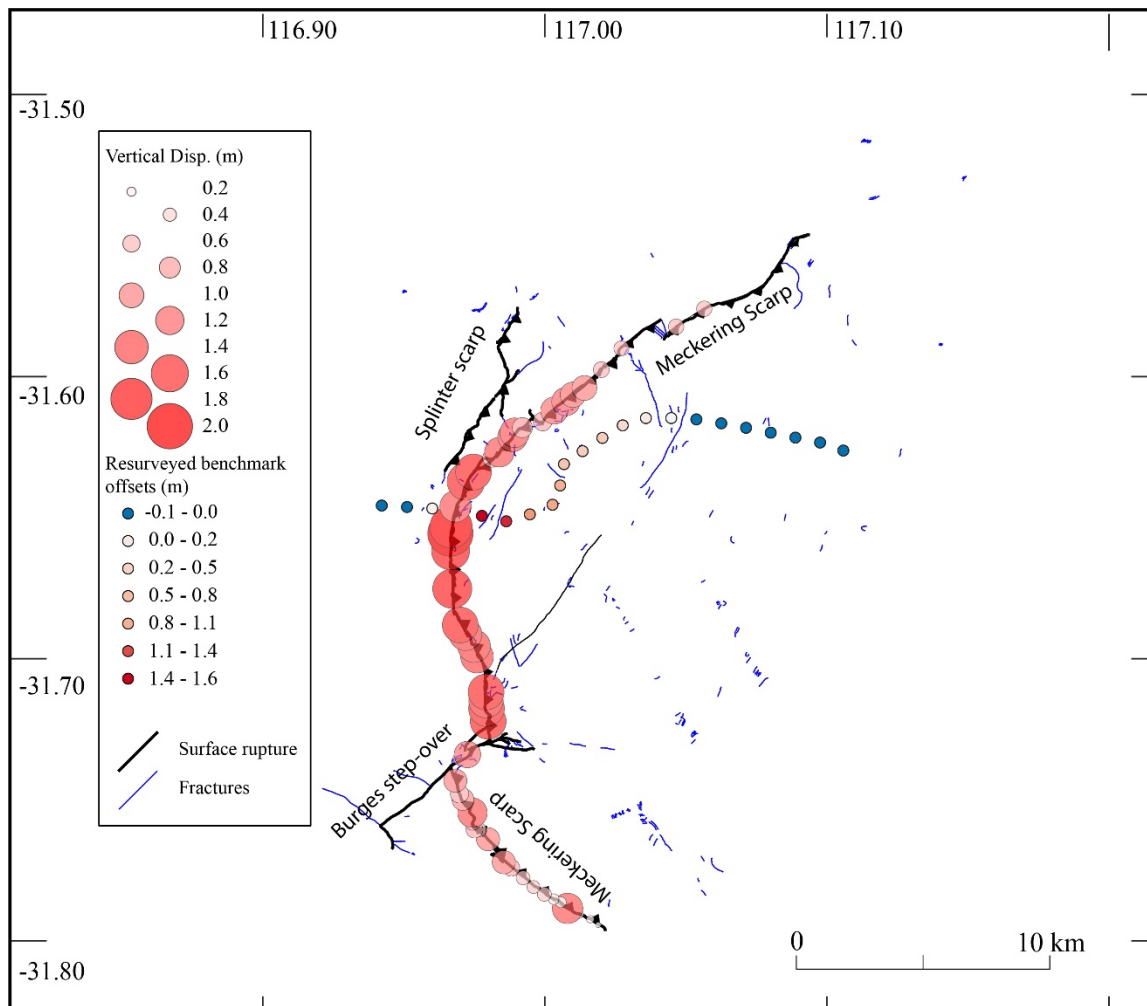 116.90
117.00
117.10
-31.50
-31.60
-31.70
-31.80
Vertical Disp. (m)
0.2
0.4
0.6
0.8
1.0
1.2
1.4
1.6
1.8
2.0
Resurveyed benchmark
offsets (m)
-0.1 - 0.0
0.0 - 0.2
0.2 - 0.5
0.5 - 0.8
0.8 - 1.1
1.1 - 1.4
1.4 - 1.6
Surface rupture
Fractures
Splinter scarp
Meckering Scarp
Burges step-over
Meckering Scarp
0
10 km